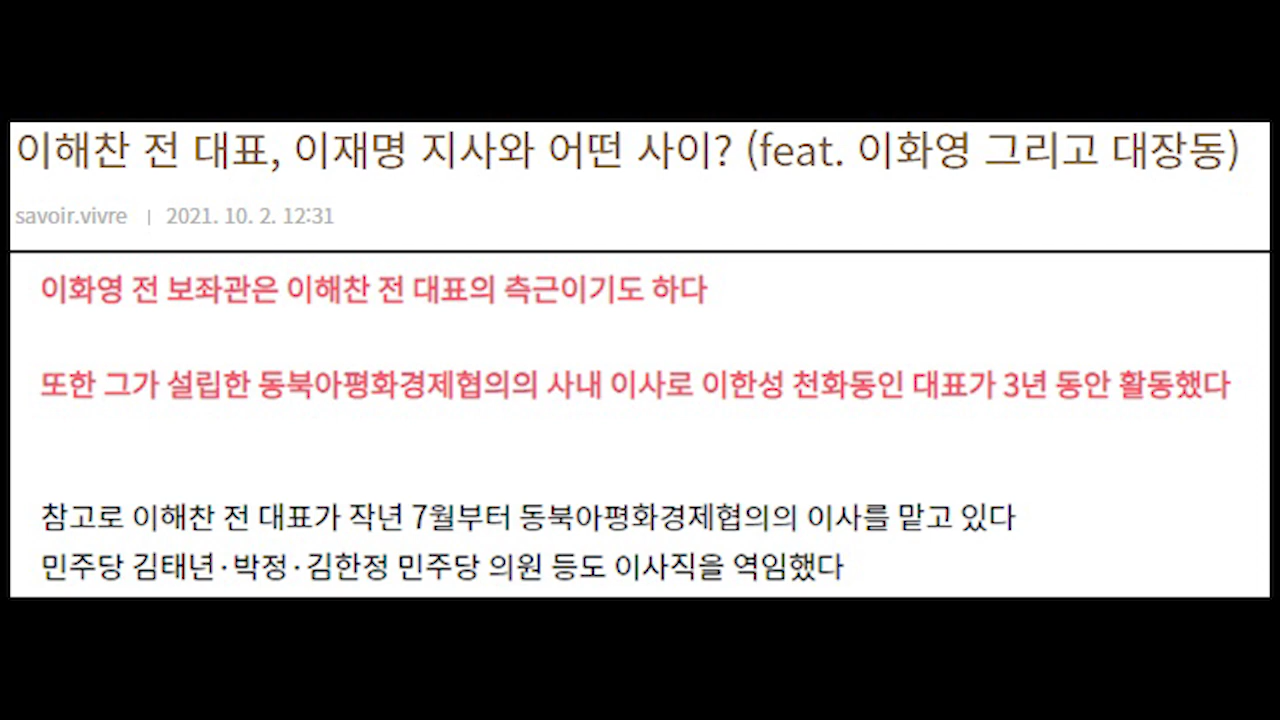 이해찬 전 대표, 이재명 지사와 어떤 사이? (feat. 이화영 그리고 대장동)
savoir.vivre | 2021. 10. 2. 12:31
이화영 전 보좌관은 이해찬 전 대표의 측근이기도 하다
또한 그가 설립한 동북아평화경제협의의 사내 이사로 이한성 천화동인 대표가 3년 동안 활동했다
참고로 이해찬 전 대표가 작년 7월부터 동북아평화경제협의의 이사를 맡고 있다
민주당 김태년·박정·김한정 민주당 의원 등도 이사직을 역임했다